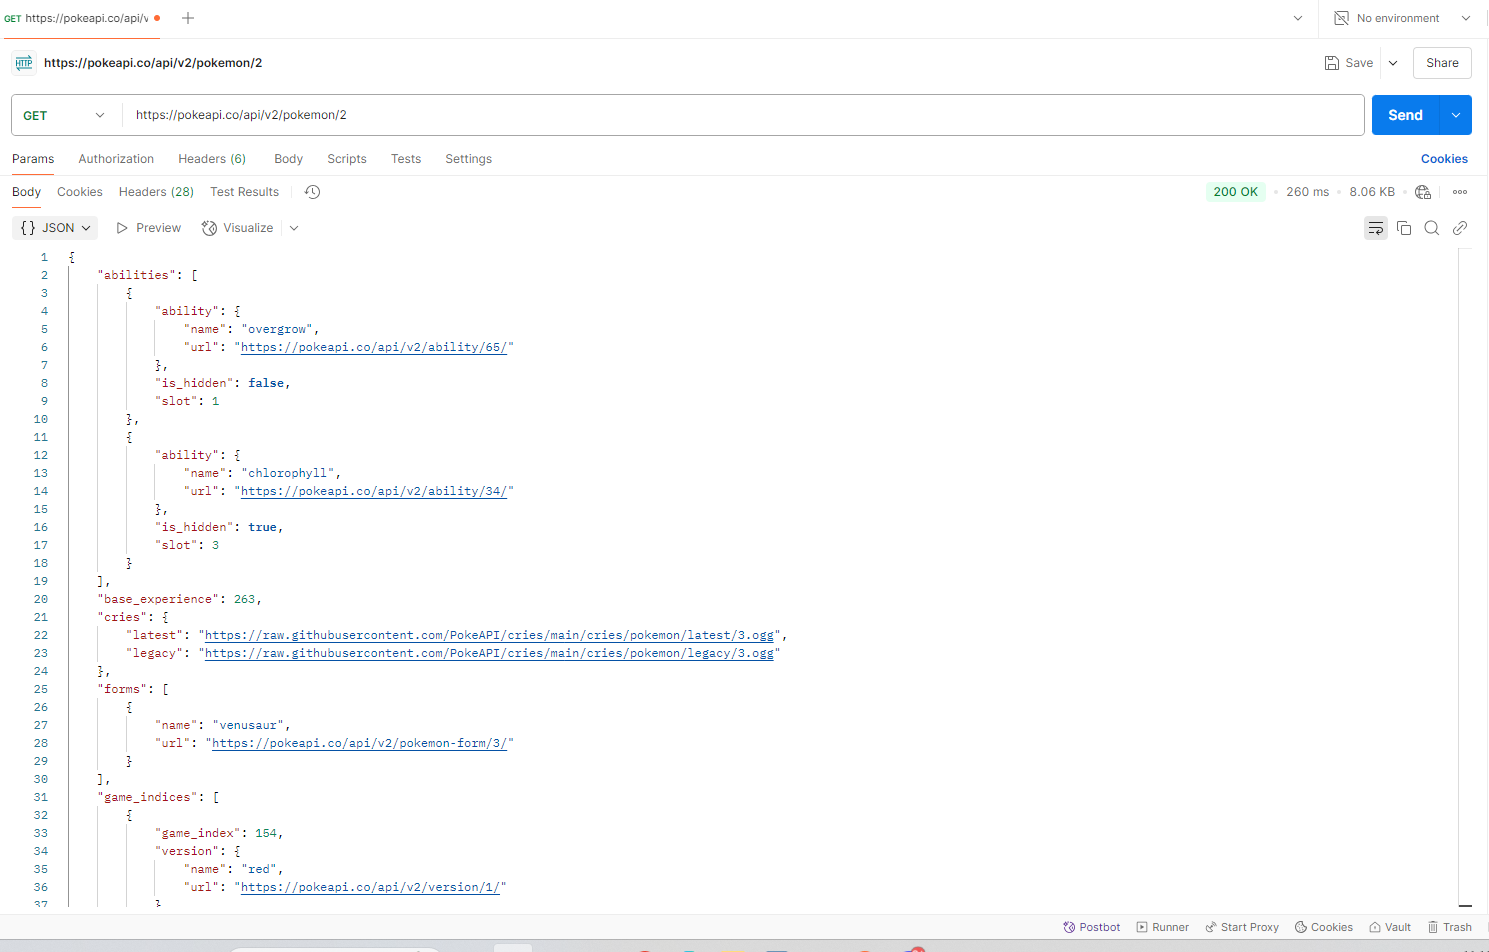 GET https://pokeapi.co/api/v
No environment
HTTP https://pokeapi.co/api/v2/pokemon/2
Save
Share
GET https://pokeapi.co/api/v2/pokemon/2
Send
Params Authorization Headers (6) Body Scripts Tests Settings
Cookies
Body Cookies Headers (28) Test Results
200 OK • 260 ms • 8.06 KB •
{} JSON Preview Visualize
1 {
2 "abilities": [
3 {
4 "ability": {
5 "name": "overgrow",
6 "url": "https://pokeapi.co/api/v2/ability/65/"
7 },
8 "is_hidden": false,
9 "slot": 1
10 },
11 {
12 "ability": {
13 "name": "chlorophyll",
14 "url": "https://pokeapi.co/api/v2/ability/34/"
15 },
16 "is_hidden": true,
17 "slot": 3
18 }
19 ],
20 "base_experience": 263,
21 "cries": {
22 "latest": "https://raw.githubusercontent.com/PokeAPI/cries/main/cries/pokemon/latest/3.ogg",
23 "legacy": "https://raw.githubusercontent.com/PokeAPI/cries/main/cries/pokemon/legacy/3.ogg"
24 },
25 "forms": [
26 {
27 "name": "venusaur",
28 "url": "https://pokeapi.co/api/v2/pokemon-form/3/"
29 }
30 ],
31 "game_indices": [
32 {
33 "game_index": 154,
34 "version": {
35 "name": "red",
36 "url": "https://pokeapi.co/api/v2/version/1/"
37 }
Postbot Runner Start Proxy Cookies Vault Trash